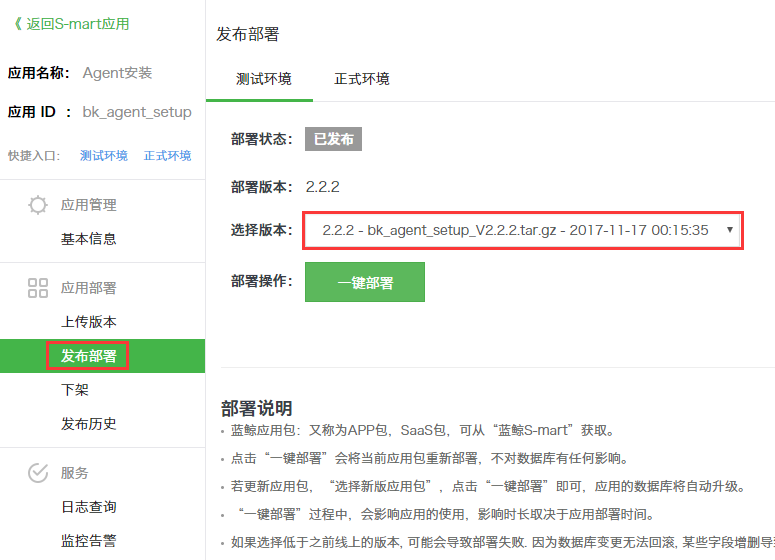 《 返回S-mart应用
应用名称： Agent安装
应用 ID ： bk_agent_setup
快捷入口： 测试环境 正式环境
应用管理
基本信息
应用部署
上传版本
发布部署
下架
发布历史
服务
日志查询
监控告警
发布部署
测试环境 正式环境
部署状态： 已发布
部署版本： 2.2.2
选择版本： 2.2.2 - bk_agent_setup_V2.2.2.tar.gz - 2017-11-17 00:15:35
部署操作： 一键部署
部署说明
• 蓝鲸应用包：又称为APP包，SaaS包，可从“蓝鲸S-mart”获取。
• 点击“一键部署”会将当前应用包重新部署，不对数据库有任何影响。
• 若更新应用包，“选择新版应用包”，点击“一键部署”即可，应用的数据库将自动升级。
• “一键部署”过程中，会影响应用的使用，影响时长取决于应用部署时间。
• 如果选择低于之前线上的版本, 可能会导致部署失败. 因为数据库变更无法回滚, 某些字段增删导